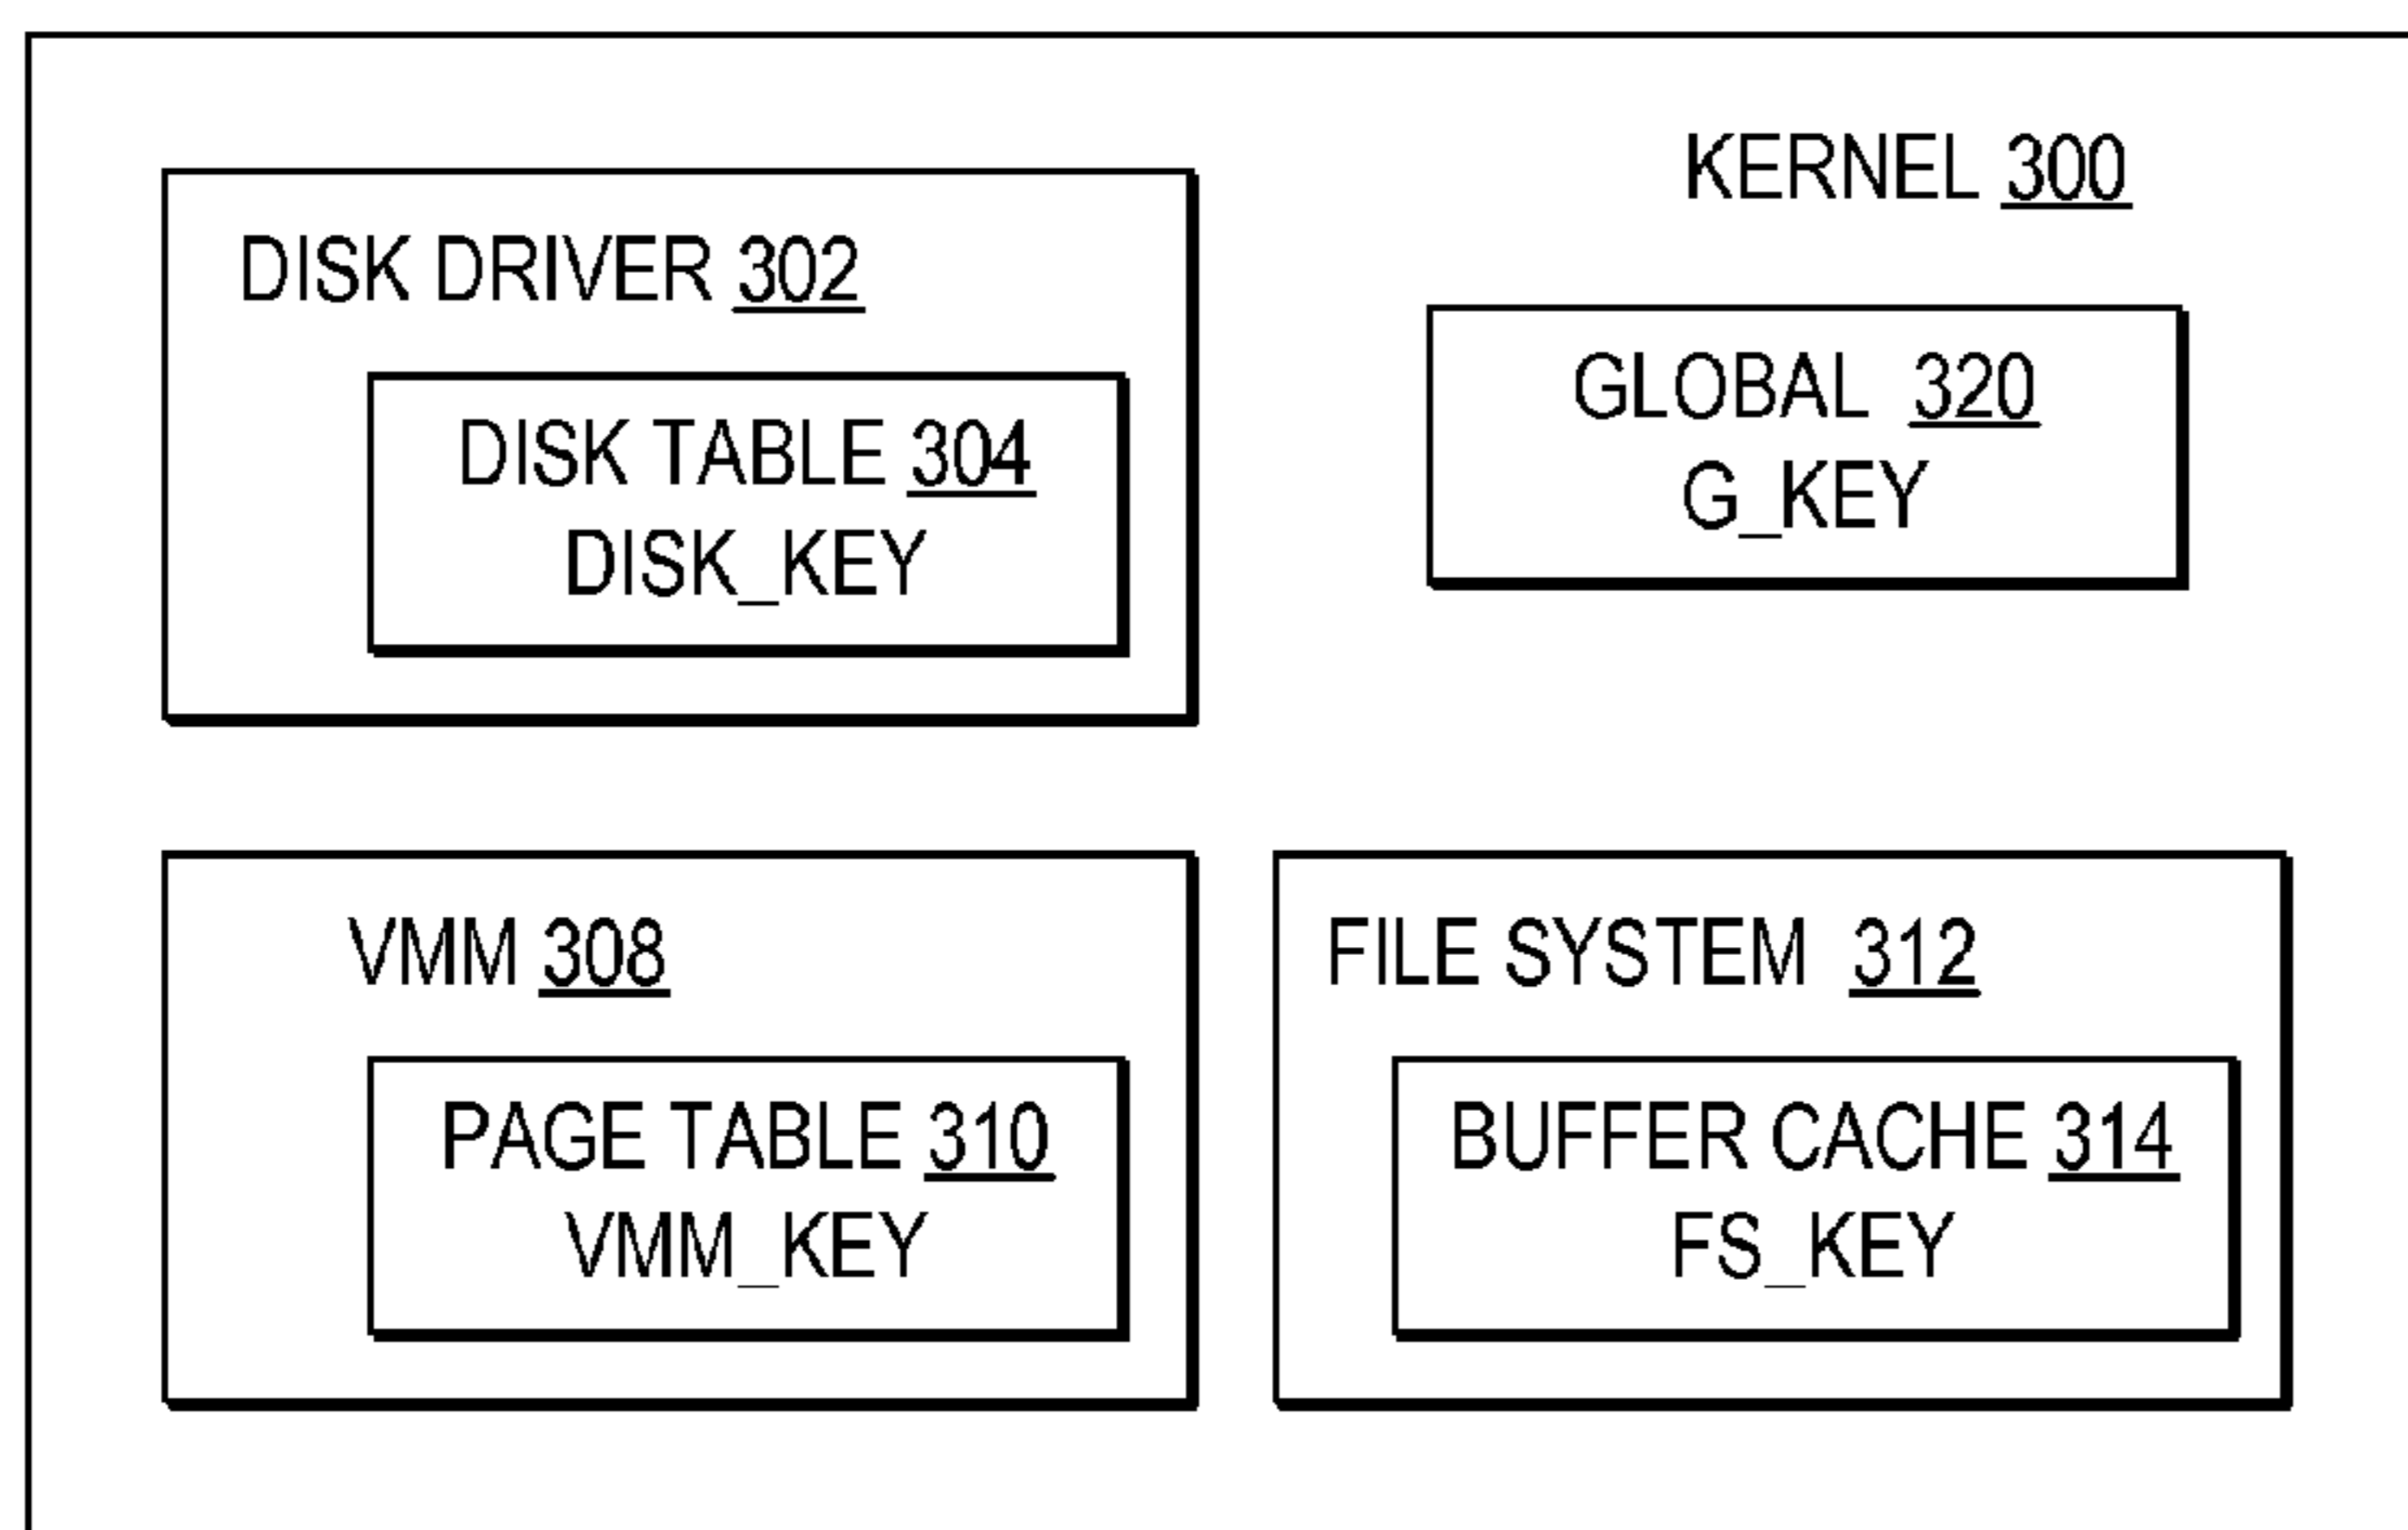 KERNEL 300
DISK DRIVER 302
DISK TABLE 304
DISK_KEY
GLOBAL 320
G_KEY
VMM 308
PAGE TABLE 310
VMM_KEY
FILE SYSTEM 312
BUFFER CACHE 314
FS_KEY